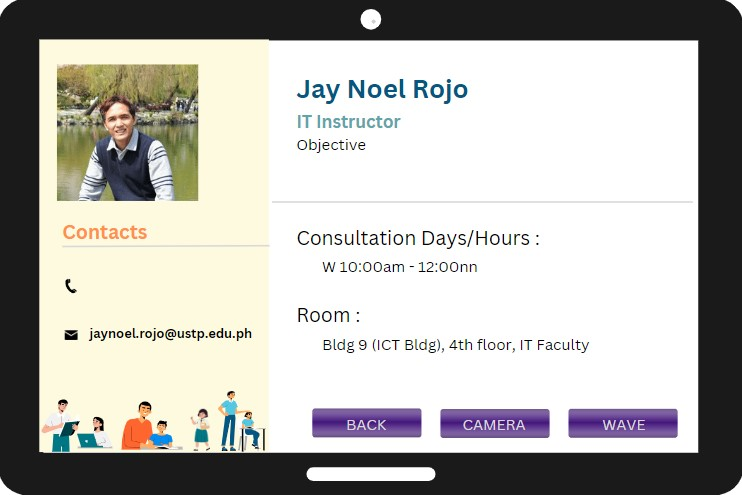 Jay Noel Rojo
IT Instructor
Objective
Contacts
jaynoel.rojo@ustp.edu.ph
Consultation Days/Hours :
W 10:00am - 12:00nn
Room :
Bldg 9 (ICT Bldg), 4th floor, IT Faculty
BACK
CAMERA
WAVE